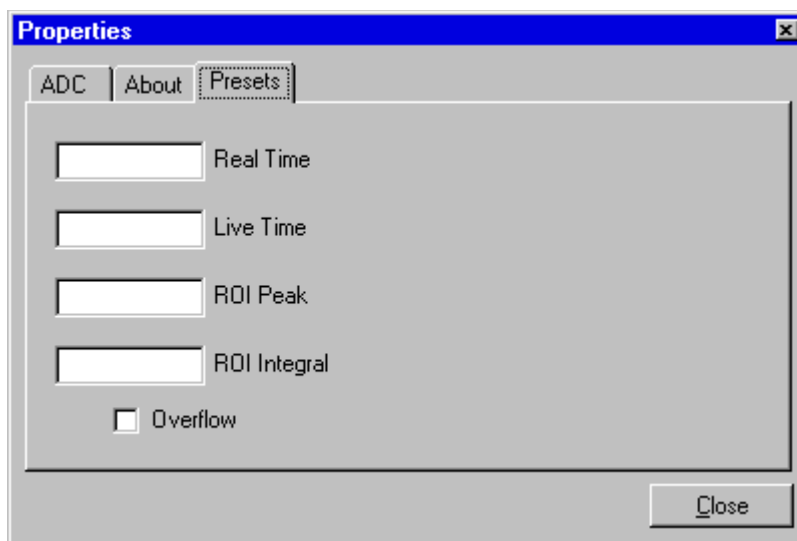 Properties
ADC About Presets
Real Time
Live Time
ROI Peak
ROI Integral
Overflow
Close